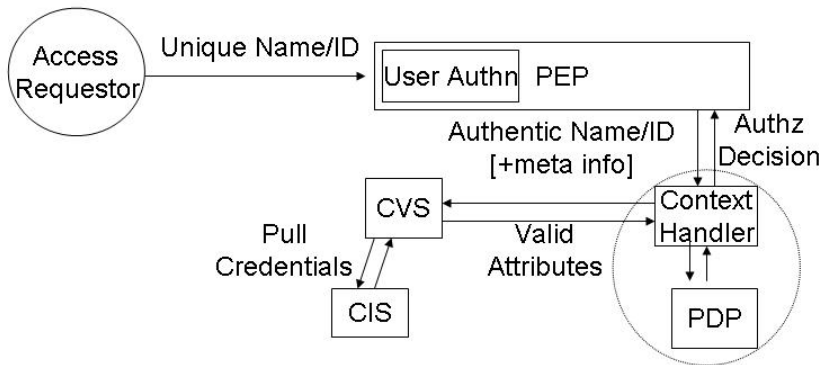 Access
Requestor
Unique Name/ID
User Authn
PEP
Authentic Name/ID
[+meta info]
Authz
Decision
CVS
Context
Handler
Pull
Credentials
Valid
Attributes
CIS
PDP